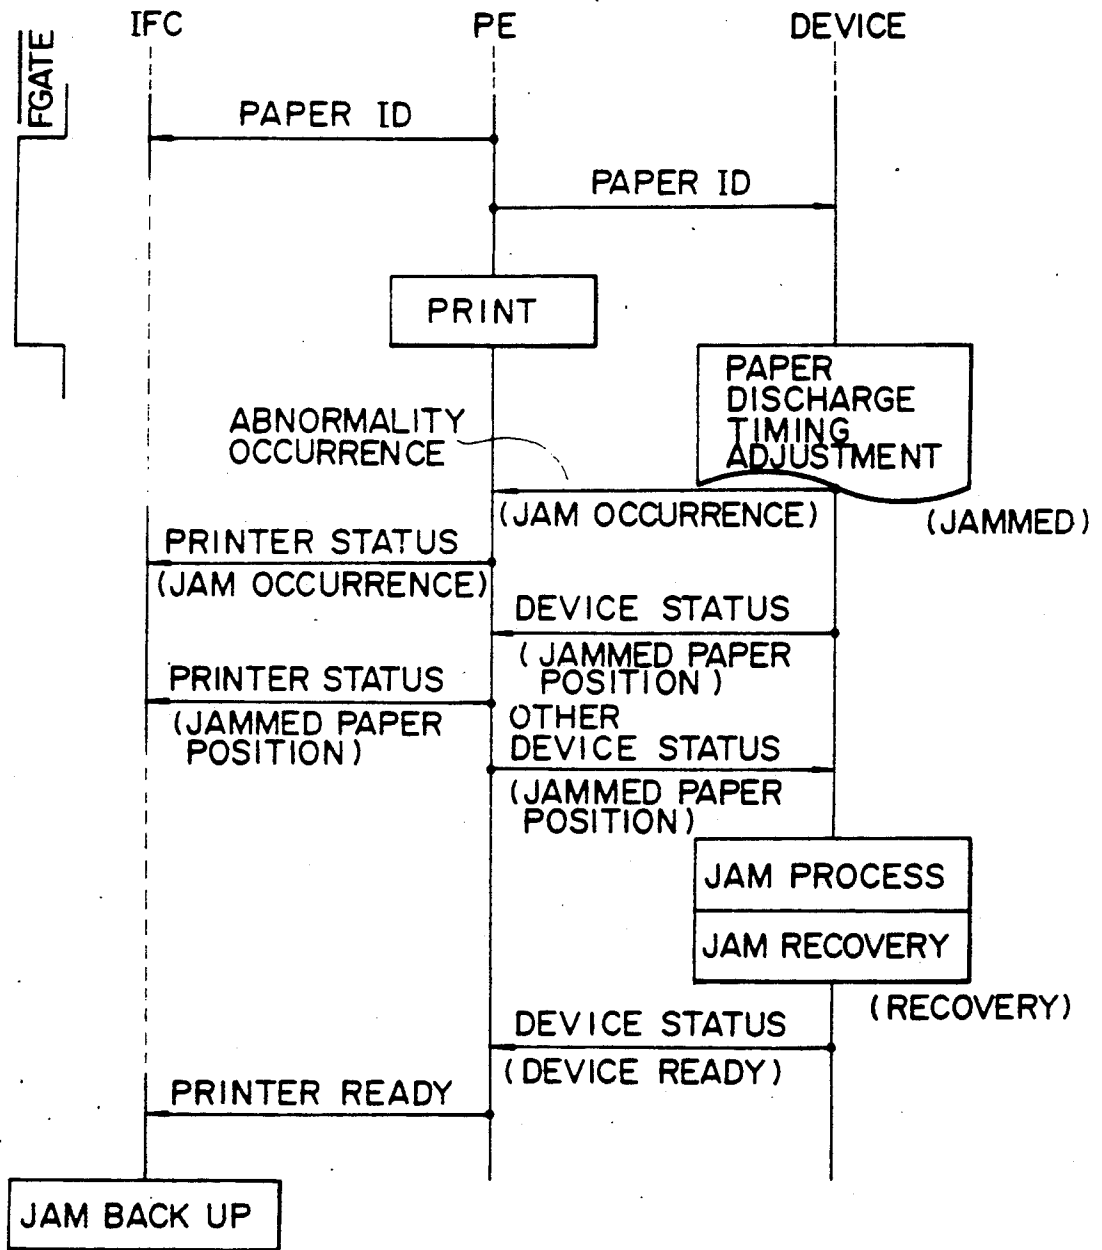 IFC
PE
DEVICE
FGATE
PAPER ID
PAPER ID
PRINT
PAPER
DISCHARGE
TIMING
ADJUSTMENT
ABNORMALITY
OCCURRENCE
(JAM OCCURRENCE)
(JAMMED)
PRINTER STATUS
(JAM OCCURRENCE)
DEVICE STATUS
(JAMMED PAPER
POSITION)
PRINTER STATUS
(JAMMED PAPER
POSITION)
OTHER
DEVICE STATUS
(JAMMED PAPER
POSITION)
JAM PROCESS
JAM RECOVERY
(RECOVERY)
DEVICE STATUS
(DEVICE READY)
PRINTER READY
JAM BACK UP